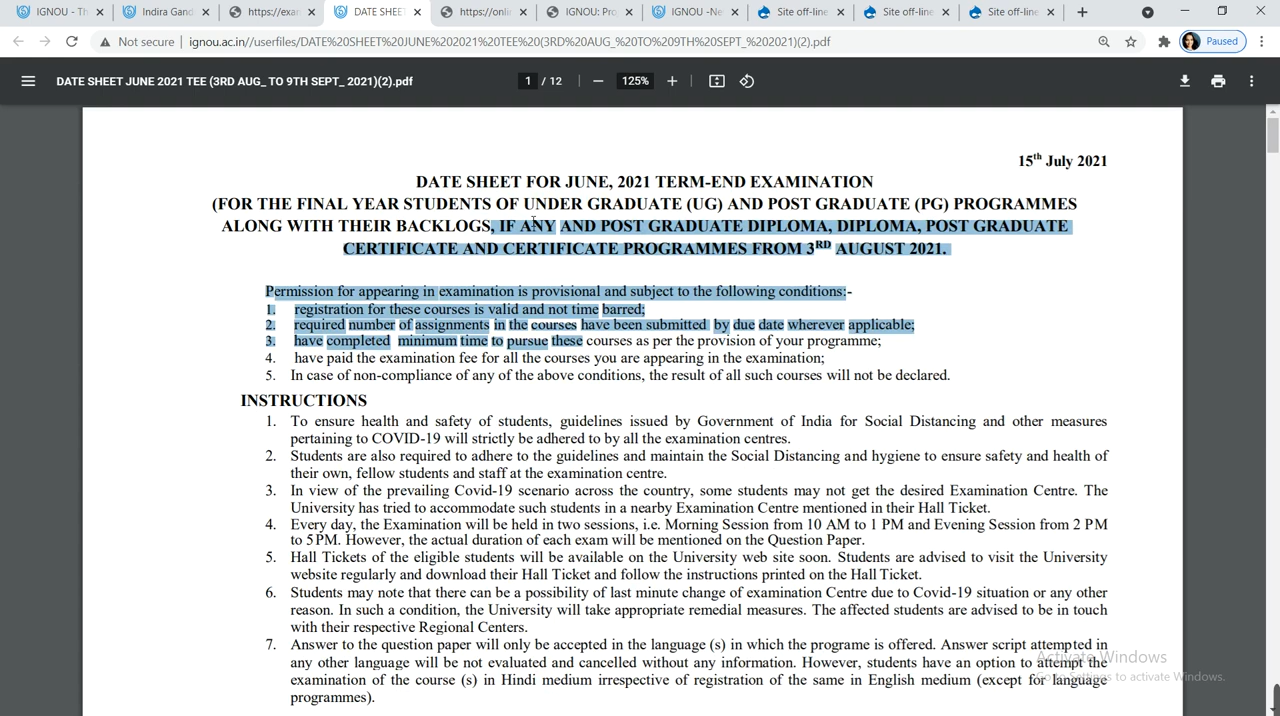 IGNOU - Th
Indira Gand
https://exan
DATE SHEET
https://onli
IGNOU: Pro
IGNOU -Ne
Site off-line
Site off-line
Site off-line
Not secure | ignou.ac.in//userfiles/DATE%20SHEET%20JUNE%202021%20TEE%20(3RD%20AUG_%20TO%209TH%20SEPT_%202021)(2).pdf
Paused
DATE SHEET JUNE 2021 TEE (3RD AUG_ TO 9TH SEPT_ 2021)(2).pdf
1 / 12
125%
15th July 2021
DATE SHEET FOR JUNE, 2021 TERM-END EXAMINATION
(FOR THE FINAL YEAR STUDENTS OF UNDER GRADUATE (UG) AND POST GRADUATE (PG) PROGRAMMES
ALONG WITH THEIR BACKLOGS, IF ANY AND POST GRADUATE DIPLOMA, DIPLOMA, POST GRADUATE
CERTIFICATE AND CERTIFICATE PROGRAMMES FROM 3RD AUGUST 2021.
Permission for appearing in examination is provisional and subject to the following conditions:-
1. registration for these courses is valid and not time barred;
2. required number of assignments in the courses have been submitted by due date wherever applicable;
3. have completed minimum time to pursue these courses as per the provision of your programme;
4. have paid the examination fee for all the courses you are appearing in the examination;
5. In case of non-compliance of any of the above conditions, the result of all such courses will not be declared.
INSTRUCTIONS
1. To ensure health and safety of students, guidelines issued by Government of India for Social Distancing and other measures
pertaining to COVID-19 will strictly be adhered to by all the examination centres.
2. Students are also required to adhere to the guidelines and maintain the Social Distancing and hygiene to ensure safety and health of
their own, fellow students and staff at the examination centre.
3. In view of the prevailing Covid-19 scenario across the country, some students may not get the desired Examination Centre. The
University has tried to accommodate such students in a nearby Examination Centre mentioned in their Hall Ticket.
4. Every day, the Examination will be held in two sessions, i.e. Morning Session from 10 AM to 1 PM and Evening Session from 2 PM
to 5 PM. However, the actual duration of each exam will be mentioned on the Question Paper.
5. Hall Tickets of the eligible students will be available on the University web site soon. Students are advised to visit the University
website regularly and download their Hall Ticket and follow the instructions printed on the Hall Ticket.
6. Students may note that there can be a possibility of last minute change of examination Centre due to Covid-19 situation or any other
reason. In such a condition, the University will take appropriate remedial measures. The affected students are advised to be in touch
with their respective Regional Centers.
7. Answer to the question paper will only be accepted in the language (s) in which the programe is offered. Answer script attempted in
any other language will be not evaluated and cancelled without any information. However, students have an option to attempt the
examination of the course (s) in Hindi medium irrespective of registration of the same in English medium (except for language
programmes).
Activate Windows
Go to Settings to activate Windows.